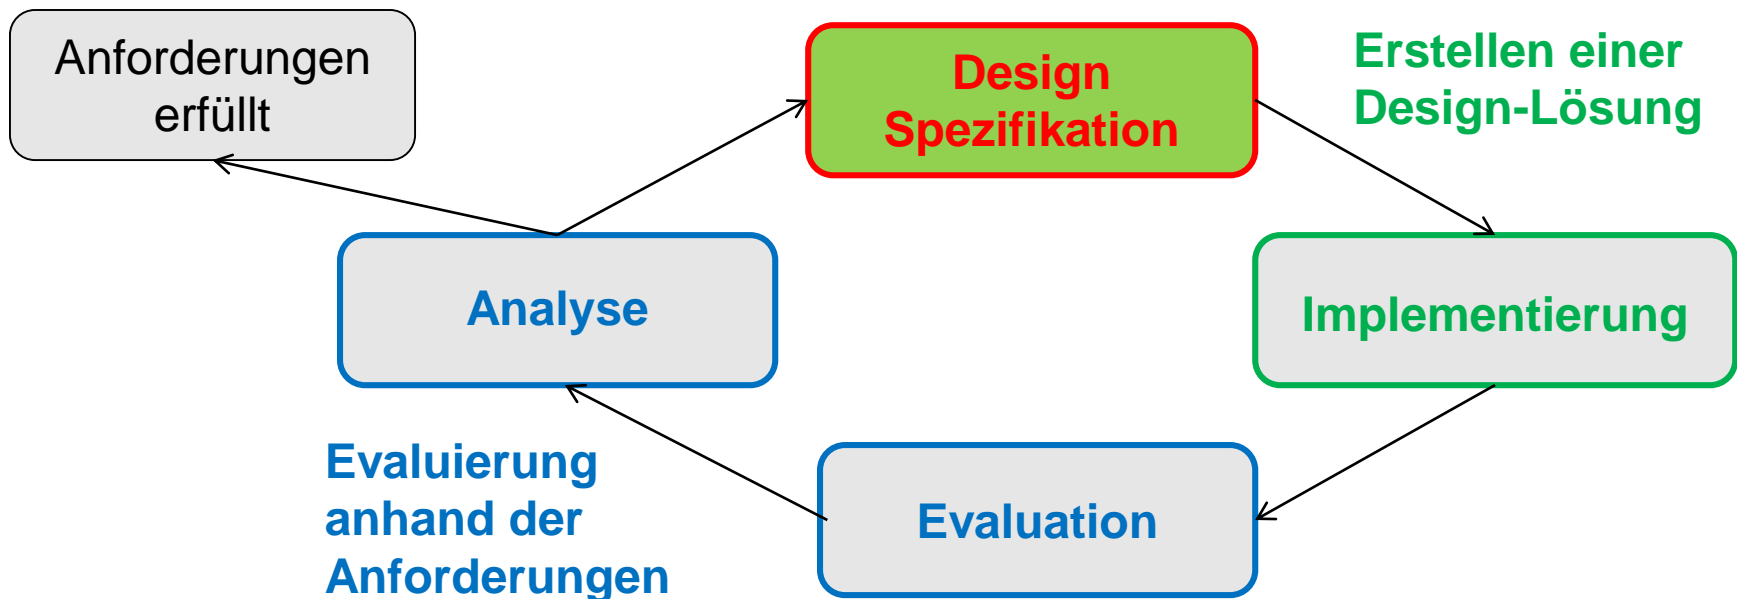 Anforderungen
erfüllt
Design
Spezifikation
Erstellen einer
Design-Lösung
Analyse
Implementierung
Evaluierung
anhand der
Anforderungen
Evaluation